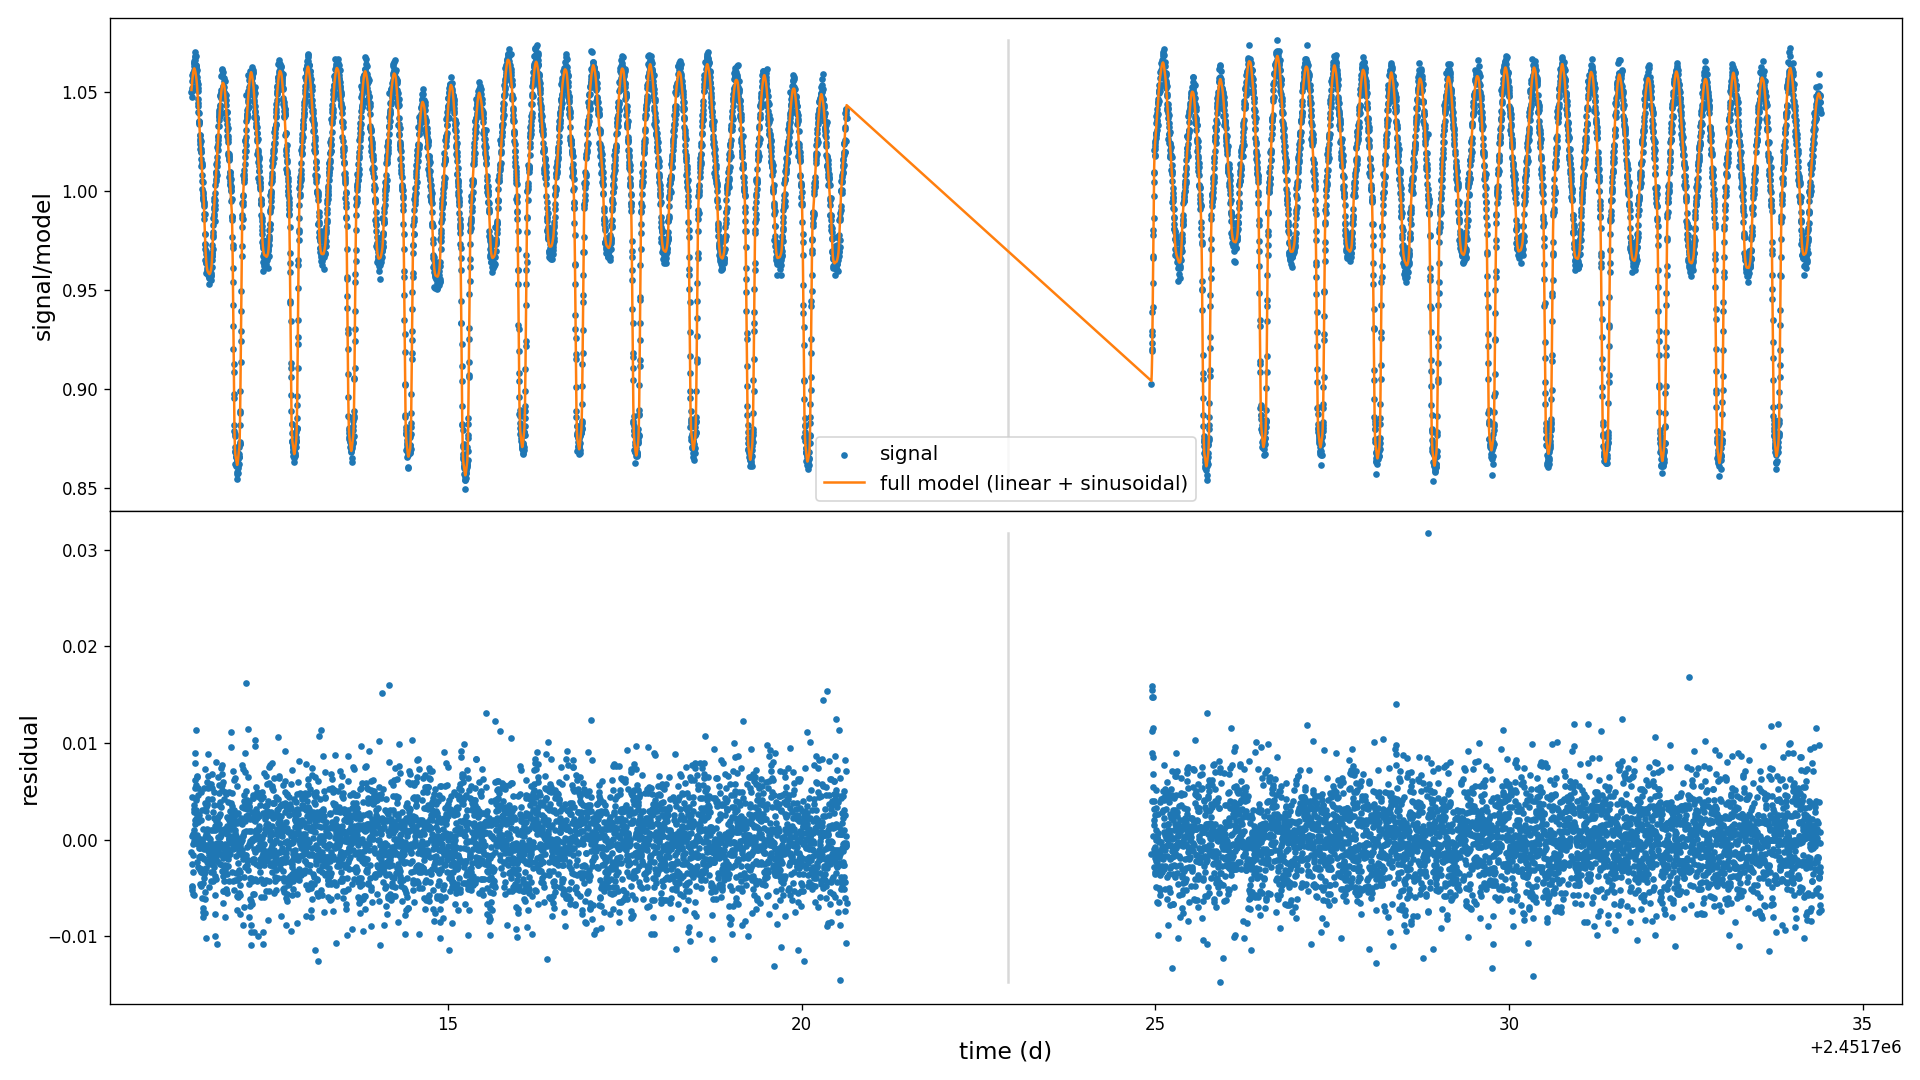 signal/model
1.05
1.00
0.95
0.90
0.85
signal
full model (linear + sinusoidal)
residual
0.03
0.02
0.01
0.00
−0.01
15
20
25
30
35
time (d)
+2.4517e6